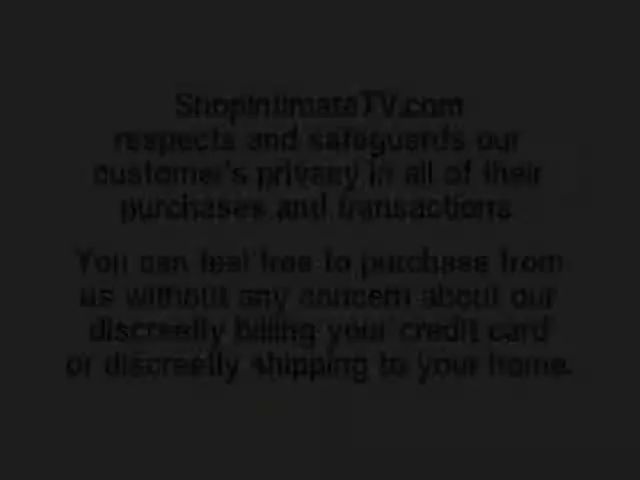 ShopIntimateTV.com
respects and safeguards our
customer's privacy in all of their
purchases and transactions
You can feel free to purchase from
us without any concern about our
discreetly billing your credit card
or discreetly shipping to your home.